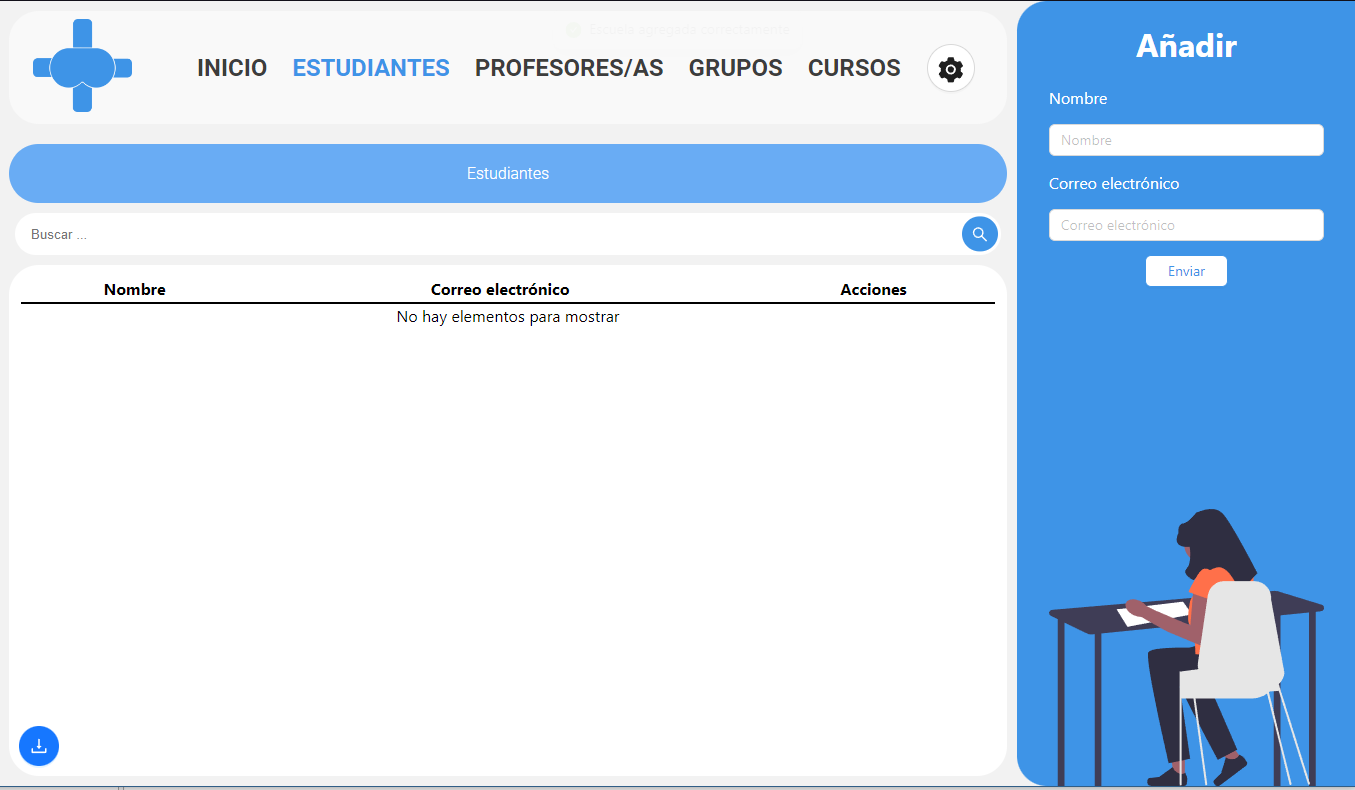 Escuela agregada correctamente
INICIO ESTUDIANTES PROFESORES/AS GRUPOS CURSOS
Estudiantes
Buscar ...
Nombre Correo electrónico Acciones
No hay elementos para mostrar
Añadir
Nombre
Nombre
Correo electrónico
Correo electrónico
Enviar